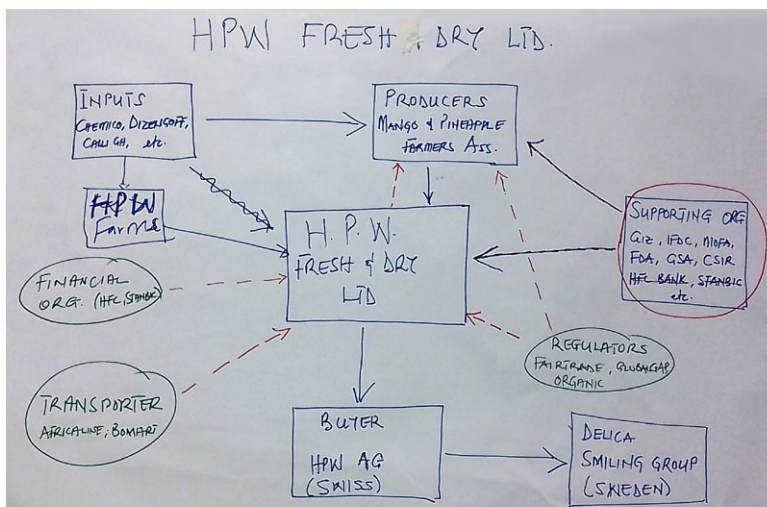 HPW FRESH & DRY LTD.
INPUTS
CHEMICO, DIZENGOFF,
CALLI GH, etc.
PRODUCERS
MANGO & PINEAPPLE
FARMERS ASS.
HPW
Farms
H. P. W.
FRESH & DRY
LTD
SUPPORTING ORG
GIZ, IFDC, MOFA,
FDA, GSA, CSIR
HFC BANK, STANBIC
etc.
FINANCIAL
ORG. (HFC, STANBIC)
REGULATORS
FAIRTRADE, GLOBALGAP
ORGANIC
TRANSPORTER
AFRICALINE, BOMART
BUYER
HPW AG
(SWISS)
DELICA
SMILING GROUP
(SWEDEN)